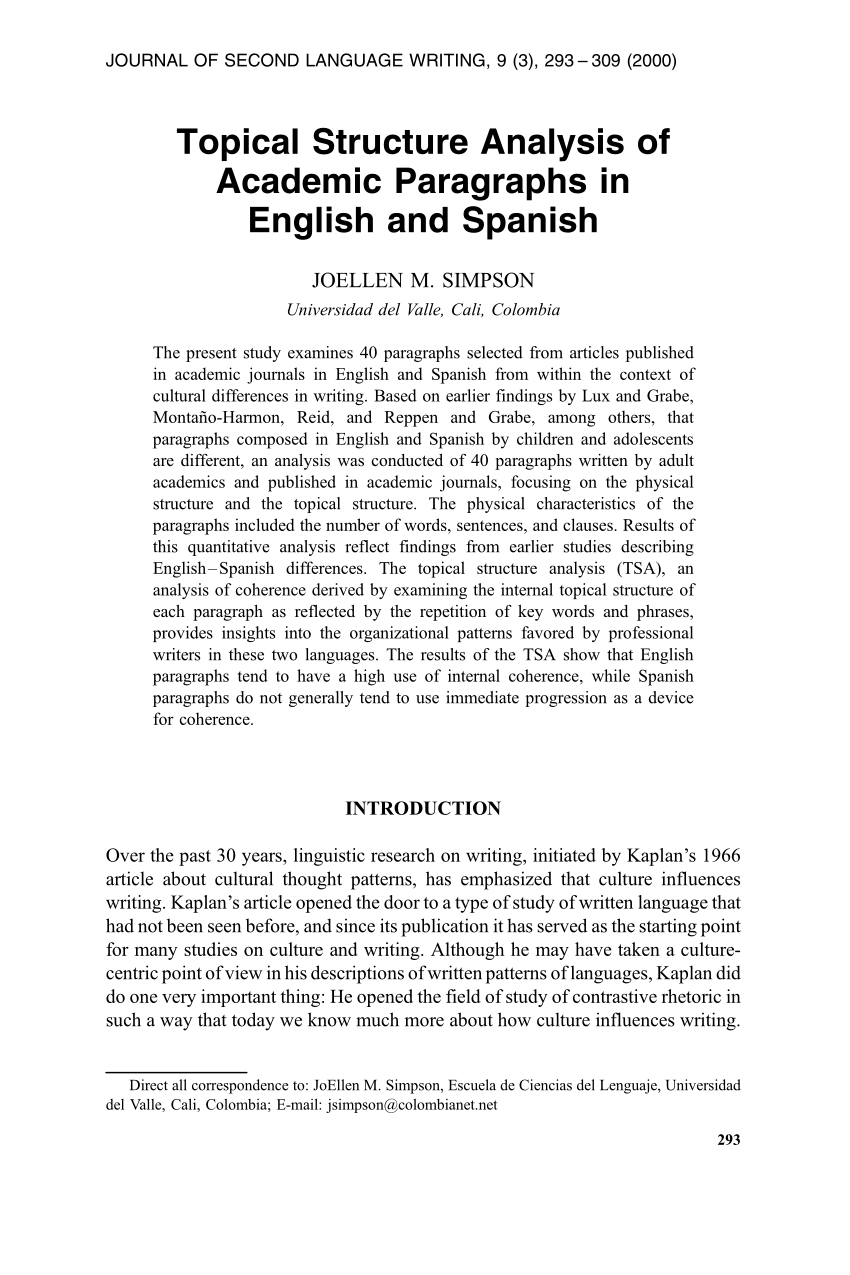 JOURNAL OF SECOND LANGUAGE WRITING, 9 (3), 293 – 309 (2000)
Topical Structure Analysis of
Academic Paragraphs in
English and Spanish
JOELLEN M. SIMPSON
Universidad del Valle, Cali, Colombia
The present study examines 40 paragraphs selected from articles published
in academic journals in English and Spanish from within the context of
cultural differences in writing. Based on earlier findings by Lux and Grabe,
Montaño-Harmon, Reid, and Reppen and Grabe, among others, that
paragraphs composed in English and Spanish by children and adolescents
are different, an analysis was conducted of 40 paragraphs written by adult
academics and published in academic journals, focusing on the physical
structure and the topical structure. The physical characteristics of the
paragraphs included the number of words, sentences, and clauses. Results of
this quantitative analysis reflect findings from earlier studies describing
English–Spanish differences. The topical structure analysis (TSA), an
analysis of coherence derived by examining the internal topical structure of
each paragraph as reflected by the repetition of key words and phrases,
provides insights into the organizational patterns favored by professional
writers in these two languages. The results of the TSA show that English
paragraphs tend to have a high use of internal coherence, while Spanish
paragraphs do not generally tend to use immediate progression as a device
for coherence.
INTRODUCTION
Over the past 30 years, linguistic research on writing, initiated by Kaplan's 1966
article about cultural thought patterns, has emphasized that culture influences
writing. Kaplan's article opened the door to a type of study of written language that
had not been seen before, and since its publication it has served as the starting point
for many studies on culture and writing. Although he may have taken a culture-
centric point of view in his descriptions of written patterns of languages, Kaplan did
do one very important thing: He opened the field of study of contrastive rhetoric in
such a way that today we know much more about how culture influences writing.
Direct all correspondence to: JoEllen M. Simpson, Escuela de Ciencias del Lenguaje, Universidad
del Valle, Cali, Colombia; E-mail: jsimpson@colombianet.net
293